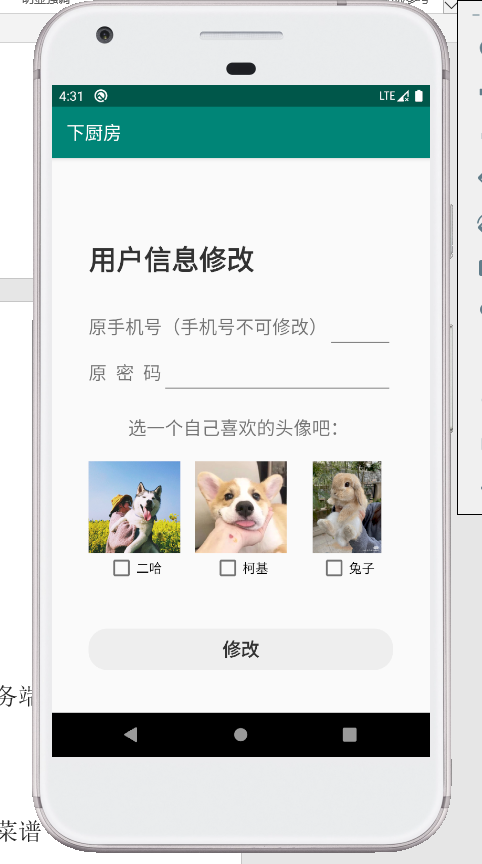 4:31 LTE
下厨房
用户信息修改
原手机号（手机号不可修改）
原 密 码
选一个自己喜欢的头像吧：
二哈 柯基 兔子
修改
务端
菜谱